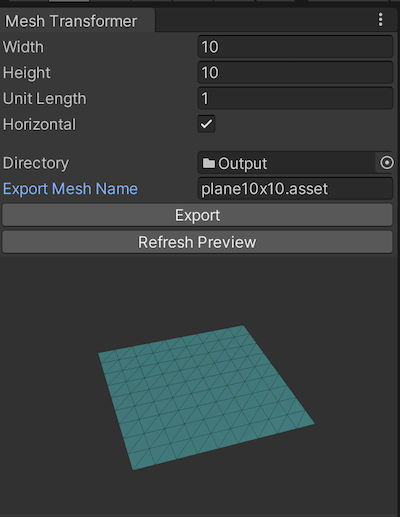 Mesh Transformer
Width 10
Height 10
Unit Length 1
Horizontal
Directory Output
Export Mesh Name plane10x10.asset
Export
Refresh Preview